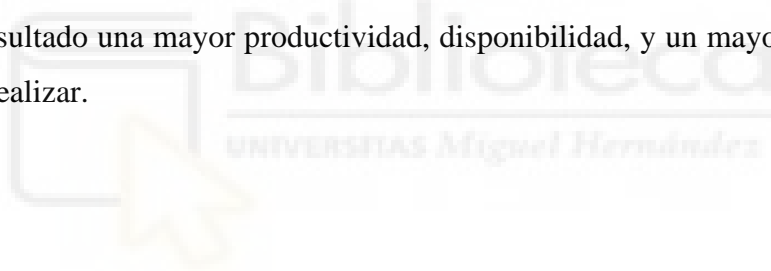 sultado una mayor productividad, disponibilidad, y un mayo
ealizar.
Biblioteca
UNIVERSITAS Miguel Hernández